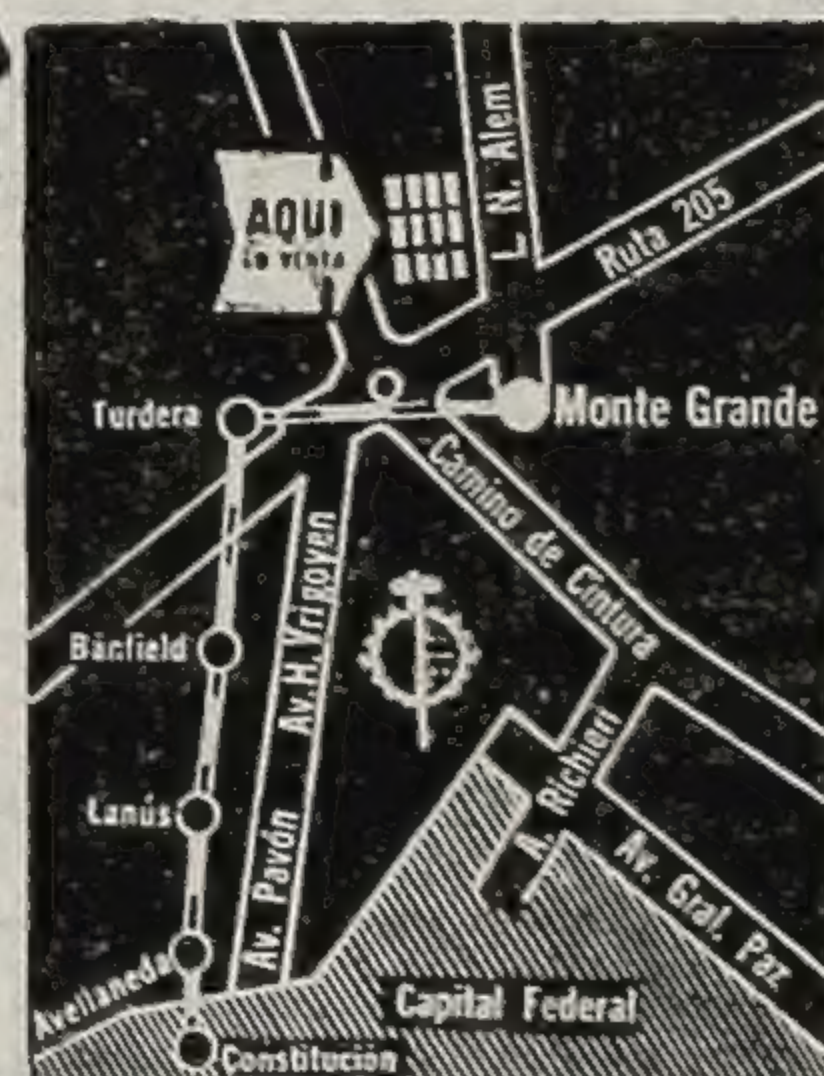 AQUI
LA VENTA
L. N. Alem
Ruta 205
Turdera
Monte Grande
Camino de Cintura
Av. H. Yrigoyen
Banfield
A. Richieri
Lanús
Av. Pavón
Av. Gral. Paz
Avellaneda
Capital Federal
Constitución